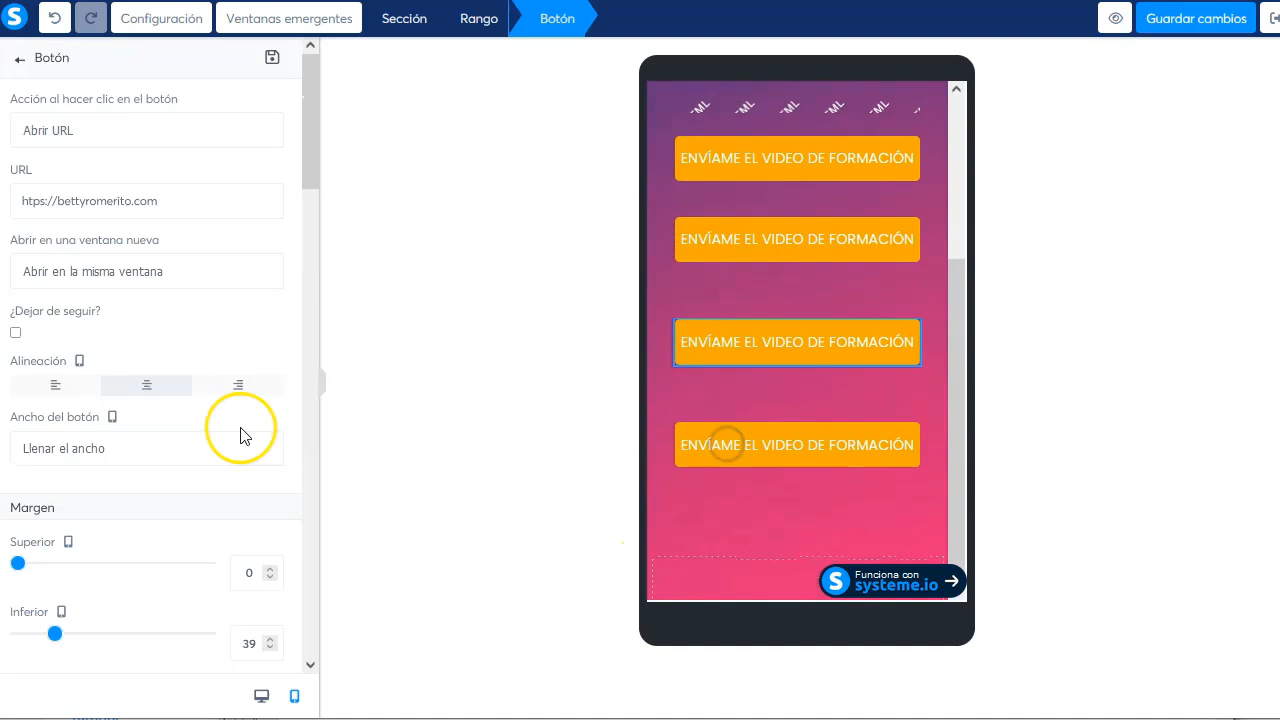 S Configuración Ventanas emergentes Sección Rango Botón Guardar cambios
Botón
Acción al hacer clic en el botón
Abrir URL
URL
htps://bettyromerito.com
Abrir en una ventana nueva
Abrir en la misma ventana
¿Dejar de seguir?
Alineación
Ancho del botón
Llenar el ancho
Margen
Superior
0
Inferior
39
ENVÍAME EL VIDEO DE FORMACIÓN
ENVÍAME EL VIDEO DE FORMACIÓN
ENVÍAME EL VIDEO DE FORMACIÓN
ENVÍAME EL VIDEO DE FORMACIÓN
S Funciona con
systeme.io